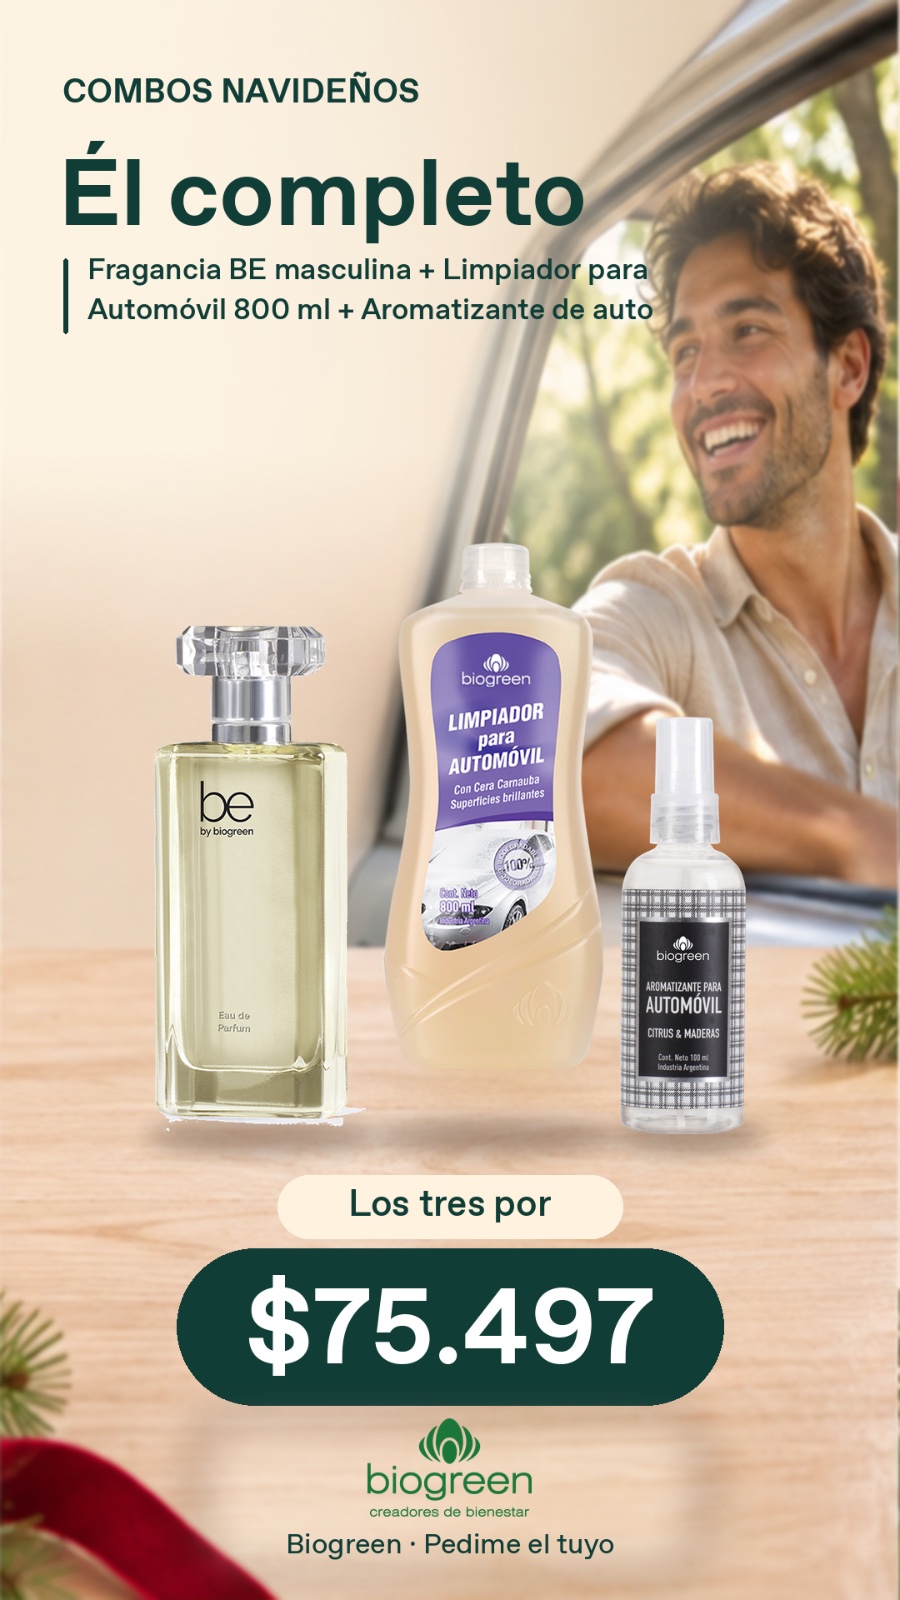 COMBOS NAVIDEÑOS
Él completo
Fragancia BE masculina + Limpiador para
Automóvil 800 ml + Aromatizante de auto
be
by biogreen
Eau de
Parfum
biogreen
LIMPIADOR
para
AUTOMÓVIL
Con Cera Carnauba
Superficies brillantes
100%
Cont. Neto
800 ml
Industria Argentina
biogreen
AROMATIZANTE PARA
AUTOMÓVIL
CITRUS & MADERAS
Cont. Neto 100 ml
Industria Argentina
Los tres por
$75.497
biogreen
creadores de bienestar
Biogreen · Pedime el tuyo